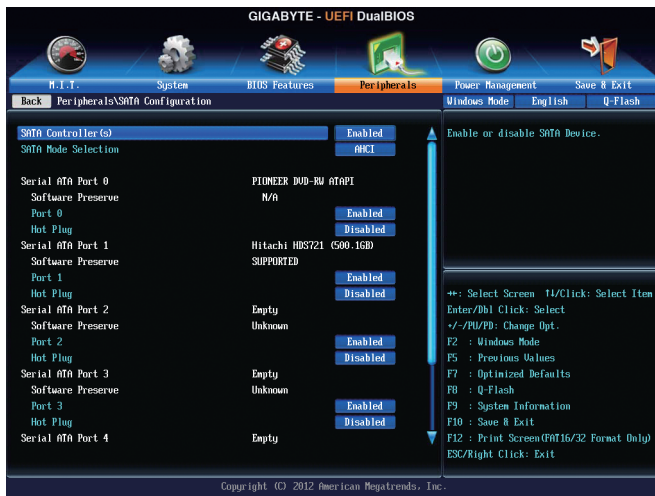 GIGABYTE - UEFI DualBIOS
M.I.T. System BIOS Features Peripherals Power Management Save & Exit
Back Peripherals\SATA Configuration Windows Mode English Q-Flash
SATA Controller(s) Enabled
SATA Mode Selection AHCI
Serial ATA Port 0 PIONEER DVD-RW ATAPI
Software Preserve N/A
Port 0 Enabled
Hot Plug Disabled
Serial ATA Port 1 Hitachi HDS721 (500.1GB)
Software Preserve SUPPORTED
Port 1 Enabled
Hot Plug Disabled
Serial ATA Port 2 Empty
Software Preserve Unknown
Port 2 Enabled
Hot Plug Disabled
Serial ATA Port 3 Empty
Software Preserve Unknown
Port 3 Enabled
Hot Plug Disabled
Serial ATA Port 4 Empty
Enable or disable SATA Device.
→←: Select Screen ↑↓/Click: Select Item
Enter/Dbl Click: Select
+/-/PU/PD: Change Opt.
F2 : Windows Mode
F5 : Previous Values
F7 : Optimized Defaults
F8 : Q-Flash
F9 : System Information
F10 : Save & Exit
F12 : Print Screen(FAT16/32 Format Only)
ESC/Right Click: Exit
Copyright (C) 2012 American Megatrends, Inc.